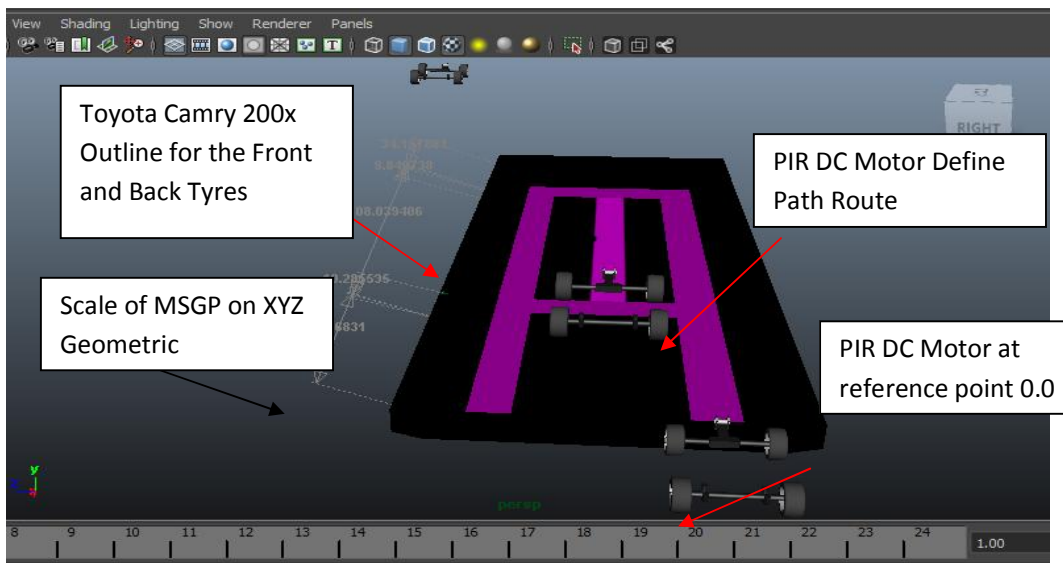 View Shading Lighting Show Renderer Panels
Toyota Camry 200x
Outline for the Front
and Back Tyres
RIGHT
PIR DC Motor Define
Path Route
Scale of MSGP on XYZ
Geometric
PIR DC Motor at
reference point 0.0
y
persp
8 9 10 11 12 13 14 15 16 17 18 19 20 21 22 23 24
1.00